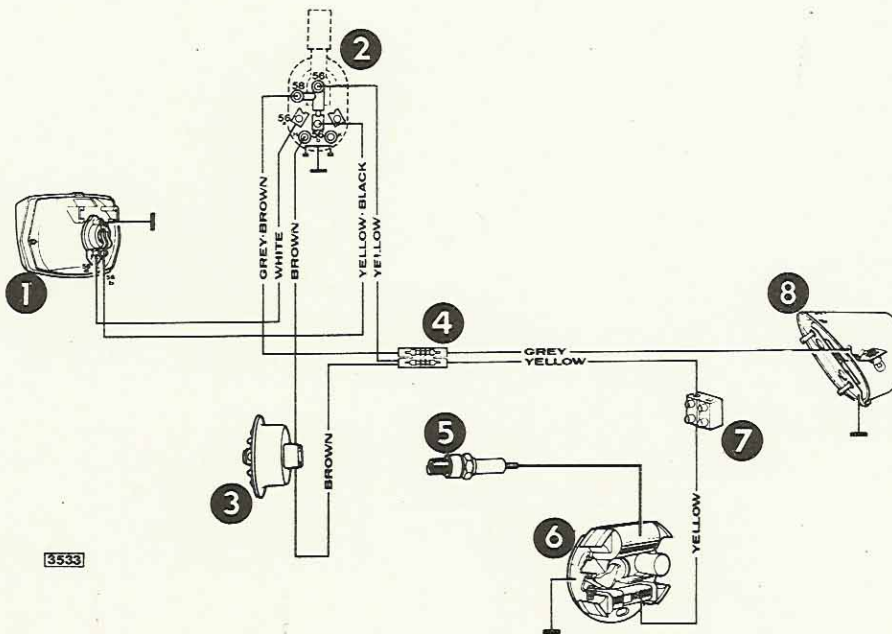 2
56
58
56
a
56
b
GREY-BROWN
WHITE
BROWN
YELLOW-BLACK
YELLOW
1
4
8
GREY
YELLOW
5
7
BROWN
3
6
YELLOW
3533